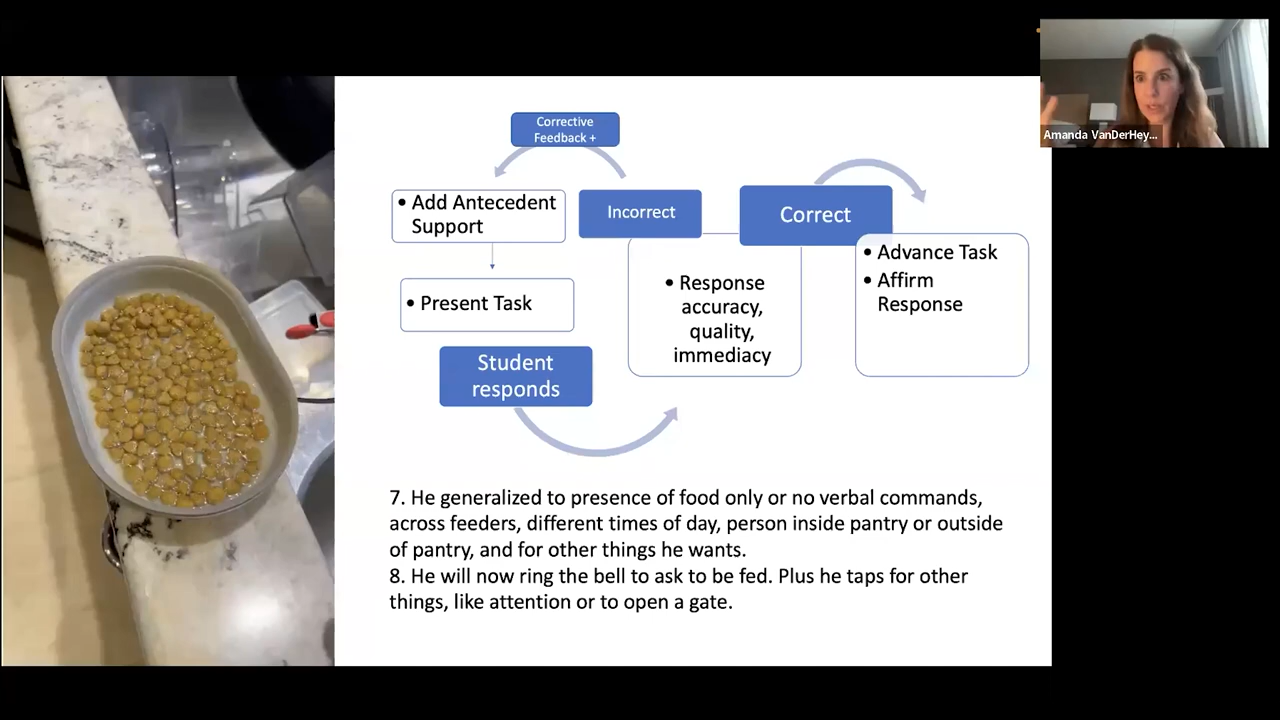 Corrective
Feedback +
• Add Antecedent
Support
Incorrect
Correct
• Present Task
• Response
accuracy,
quality,
immediacy
• Advance Task
• Affirm
Response
Student
responds
7. He generalized to presence of food only or no verbal commands,
across feeders, different times of day, person inside pantry or outside
of pantry, and for other things he wants.
8. He will now ring the bell to ask to be fed. Plus he taps for other
things, like attention or to open a gate.
Amanda VanDerHey...